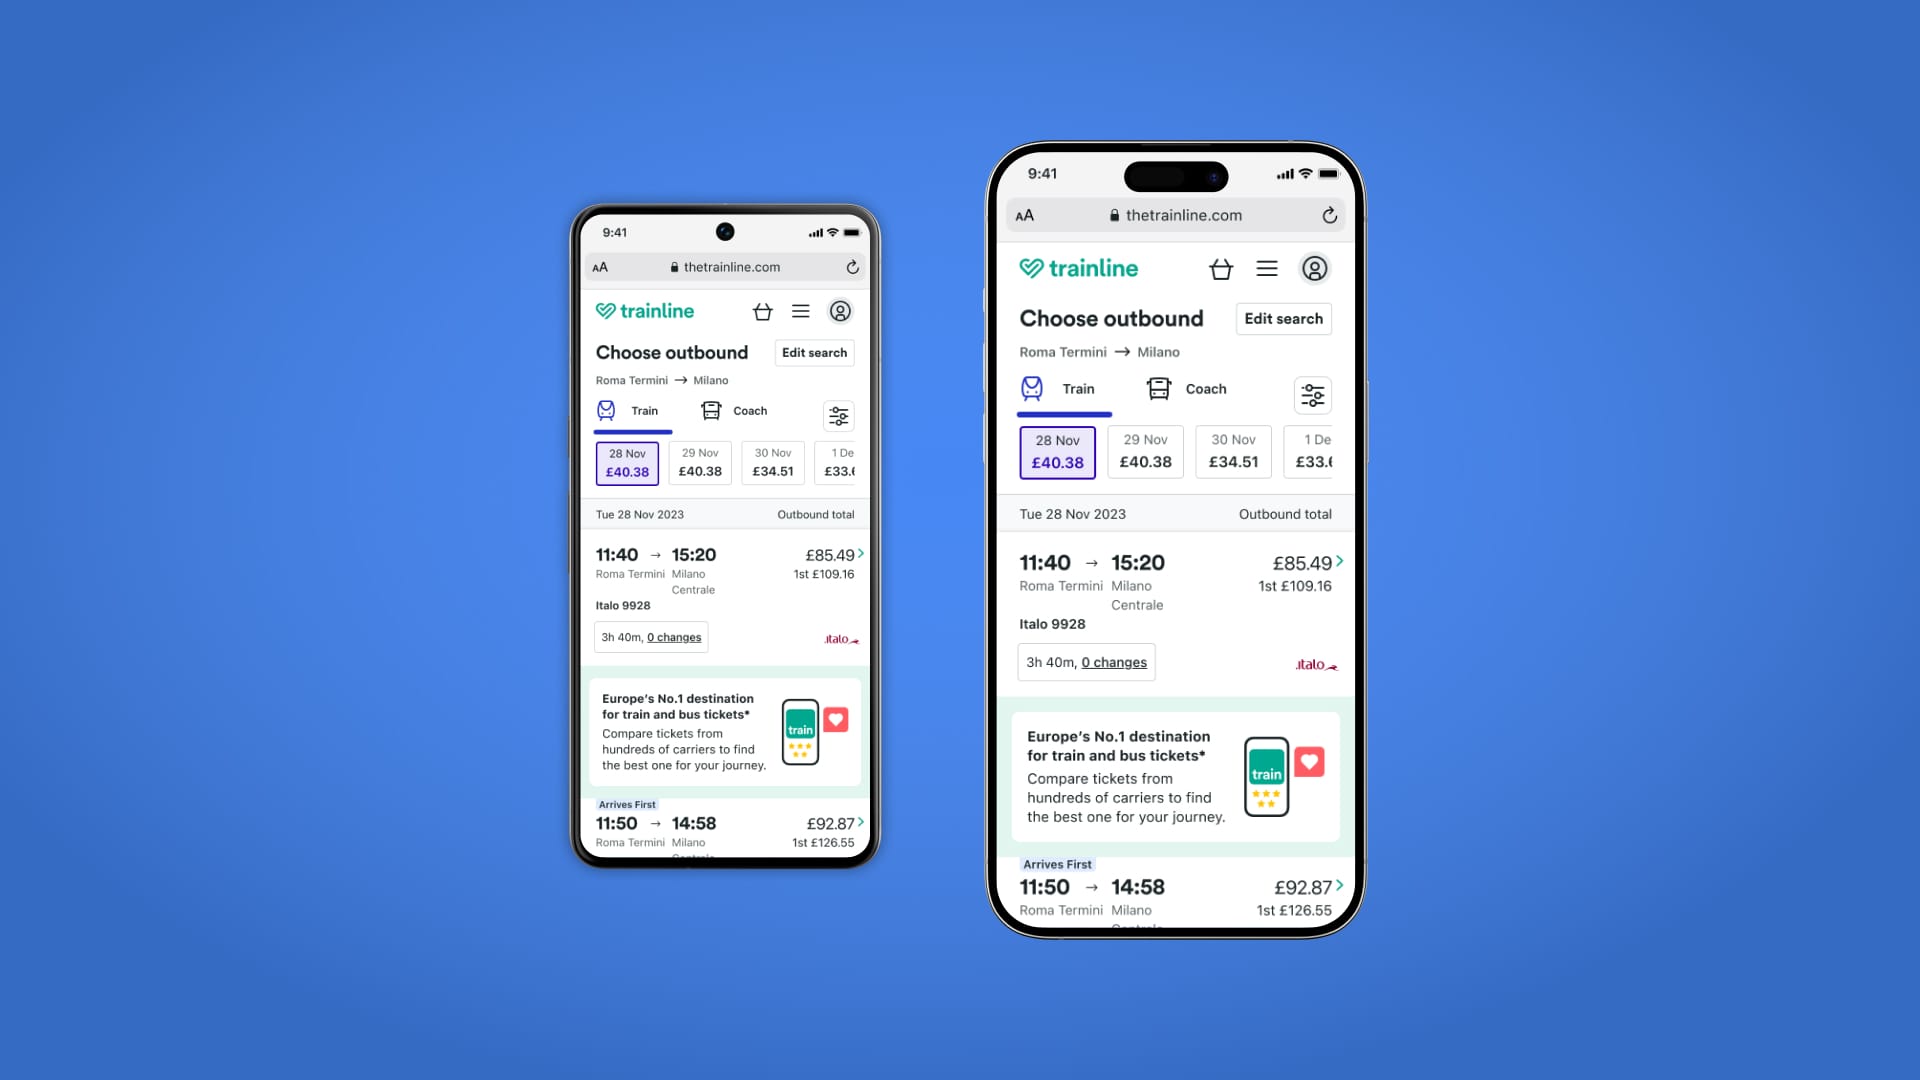 9:41
AA thetrainline.com
trainline
Choose outbound Edit search
Roma Termini → Milano
Train Coach
28 Nov 29 Nov 30 Nov 1 De
£40.38 £40.38 £34.51 £33.
Tue 28 Nov 2023 Outbound total
11:40 → 15:20 £85.49
Roma Termini Milano 1st £109.16
Centrale
Italo 9928
3h 40m, 0 changes italo
Europe's No.1 destination
for train and bus tickets*
Compare tickets from
hundreds of carriers to find
the best one for your journey.
train
Arrives First
11:50 → 14:58 £92.87
Roma Termini Milano 1st £126.55
9:41
AA thetrainline.com
trainline
Choose outbound Edit search
Roma Termini → Milano
Train Coach
28 Nov 29 Nov 30 Nov 1 De
£40.38 £40.38 £34.51 £33.
Tue 28 Nov 2023 Outbound total
11:40 → 15:20 £85.49
Roma Termini Milano 1st £109.16
Centrale
Italo 9928
3h 40m, 0 changes italo
Europe's No.1 destination
for train and bus tickets*
Compare tickets from
hundreds of carriers to find
the best one for your journey.
train
Arrives First
11:50 → 14:58 £92.87
Roma Termini Milano 1st £126.55